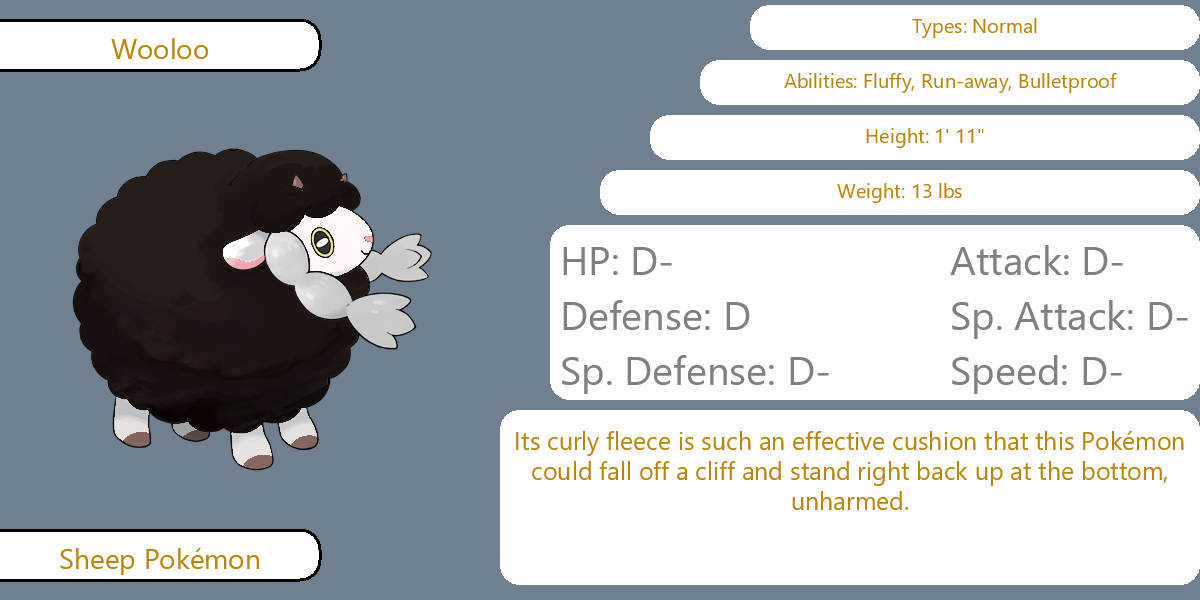 Wooloo
Types: Normal
Abilities: Fluffy, Run-away, Bulletproof
Height: 1' 11"
Weight: 13 lbs
HP: D-
Attack: D-
Defense: D
Sp. Attack: D-
Sp. Defense: D-
Speed: D-
Its curly fleece is such an effective cushion that this Pokémon
could fall off a cliff and stand right back up at the bottom,
unharmed.
Sheep Pokémon